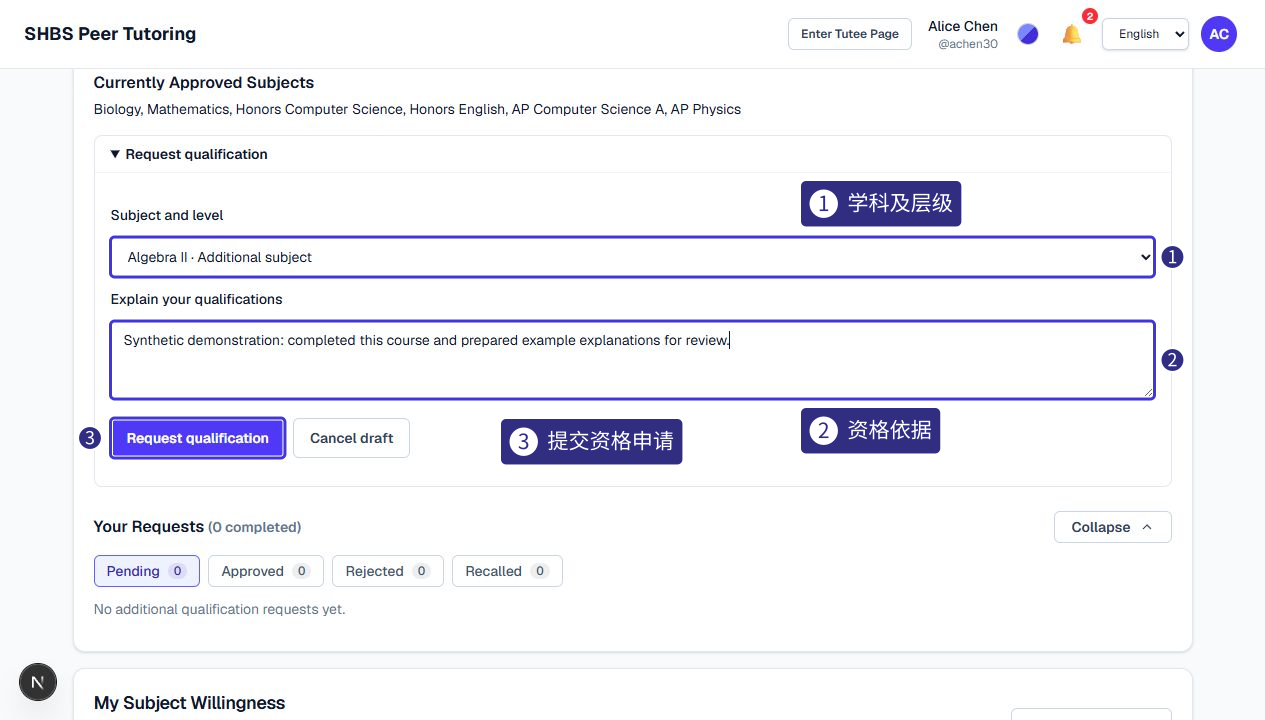 SHBS Peer Tutoring
Enter Tutee Page
Alice Chen
@achen30
2
English
AC
Currently Approved Subjects
Biology, Mathematics, Honors Computer Science, Honors English, AP Computer Science A, AP Physics
▼ Request qualification
1 学科及层级
Subject and level
Algebra II · Additional subject
1
Explain your qualifications
Synthetic demonstration: completed this course and prepared example explanations for review.
2
3
Request qualification
Cancel draft
3 提交资格申请
2 资格依据
Your Requests (0 completed)
Collapse
Pending 0
Approved 0
Rejected 0
Recalled 0
No additional qualification requests yet.
N
My Subject Willingness